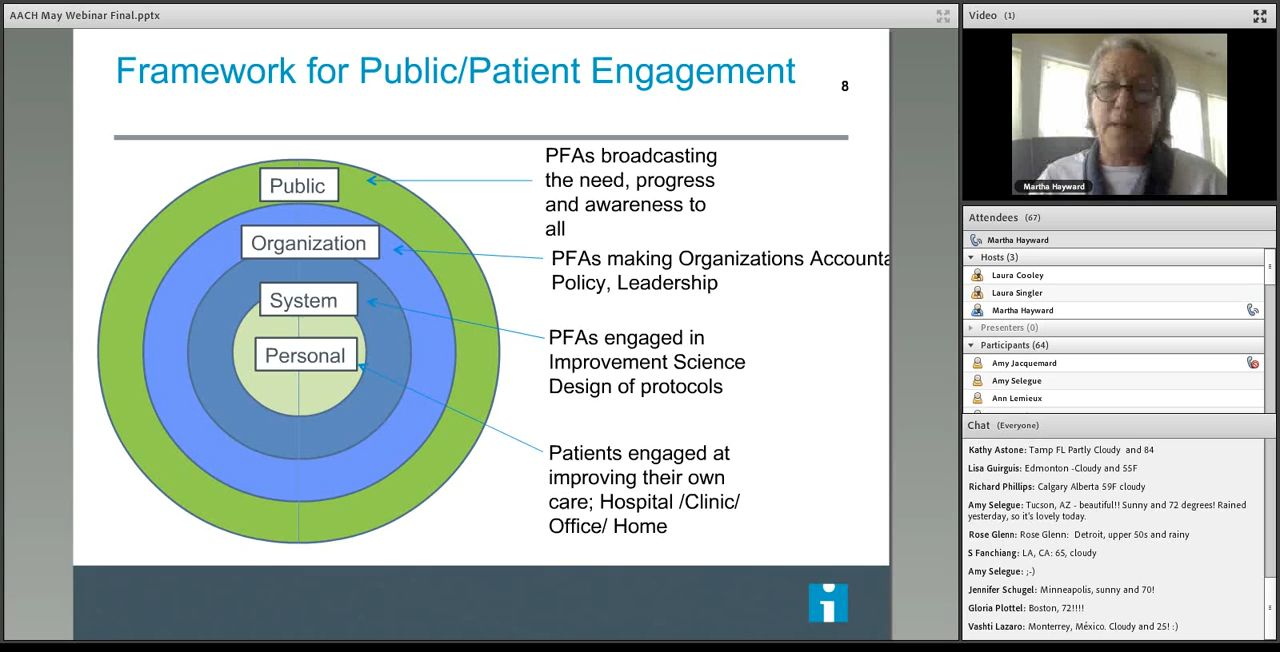 AACH May Webinar Final.pptx
Framework for Public/Patient Engagement
8
Public
Organization
System
Personal
PFAs broadcasting
the need, progress
and awareness to
all
PFAs making Organizations Accounta
Policy, Leadership
PFAs engaged in
Improvement Science
Design of protocols
Patients engaged at
improving their own
care; Hospital /Clinic/
Office/ Home
i
Video (1)
Martha Hayward
Attendees (67)
Martha Hayward
Hosts (3)
Laura Cooley
Laura Singler
Martha Hayward
Presenters (0)
Participants (64)
Amy Jacquemard
Amy Selegue
Ann Lemieux
Chat (Everyone)
Kathy Astone: Tamp FL Partly Cloudy and 84
Lisa Guirguis: Edmonton -Cloudy and 55F
Richard Phillips: Calgary Alberta 59F cloudy
Amy Selegue: Tucson, AZ - beautiful!! Sunny and 72 degrees! Rained
yesterday, so it's lovely today.
Rose Glenn: Rose Glenn: Detroit, upper 50s and rainy
S Fanchiang: LA, CA: 65, cloudy
Amy Selegue: ;-)
Jennifer Schugel: Minneapolis, sunny and 70!
Gloria Plottel: Boston, 72!!!!
Vashti Lazaro: Monterrey, México. Cloudy and 25! :)